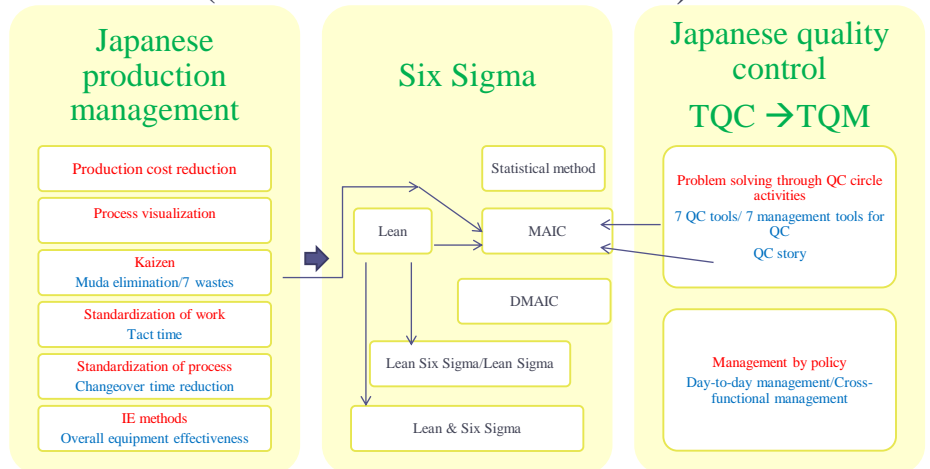 Japanese
production
management
Production cost reduction
Process visualization
Kaizen
Muda elimination/7 wastes
Standardization of work
Tact time
Standardization of process
Changeover time reduction
IE methods
Overall equipment effectiveness
Six Sigma
Statistical method
Lean
MAIC
DMAIC
Lean Six Sigma/Lean Sigma
Lean & Six Sigma
Japanese quality
control
TQC →TQM
Problem solving through QC circle
activities
7 QC tools/ 7 management tools for
QC
QC story
Management by policy
Day-to-day management/Cross-
functional management